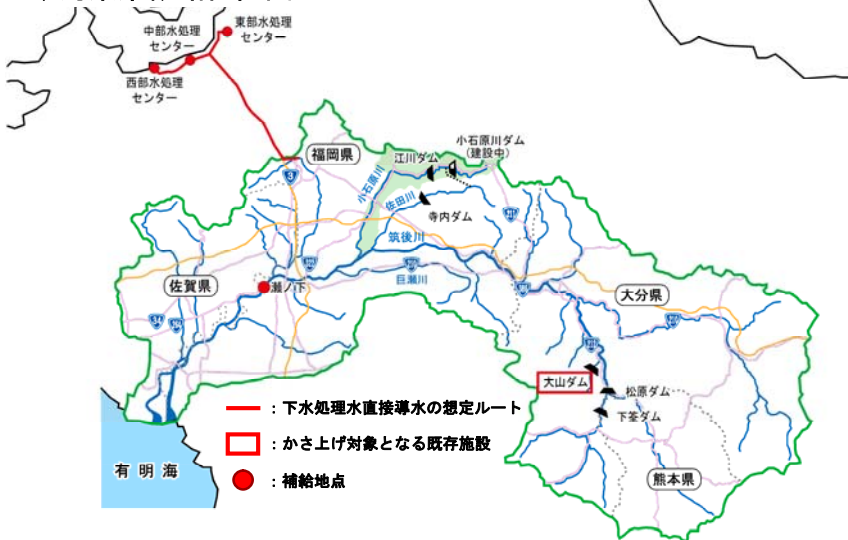 東部水処理
センター
中部水処理
センター
西部水処理
センター
福岡県
3
江川ダム
小石原川ダム
(建設中)
小石原川
佐田川
寺内ダム
筑後川
佐賀県
瀬ノ下
巨瀬川
大分県
34
大山ダム
松原ダム
下筌ダム
熊本県
有明海
:下水処理水直接導水の想定ルート
:かさ上げ対象となる既存施設
:補給地点